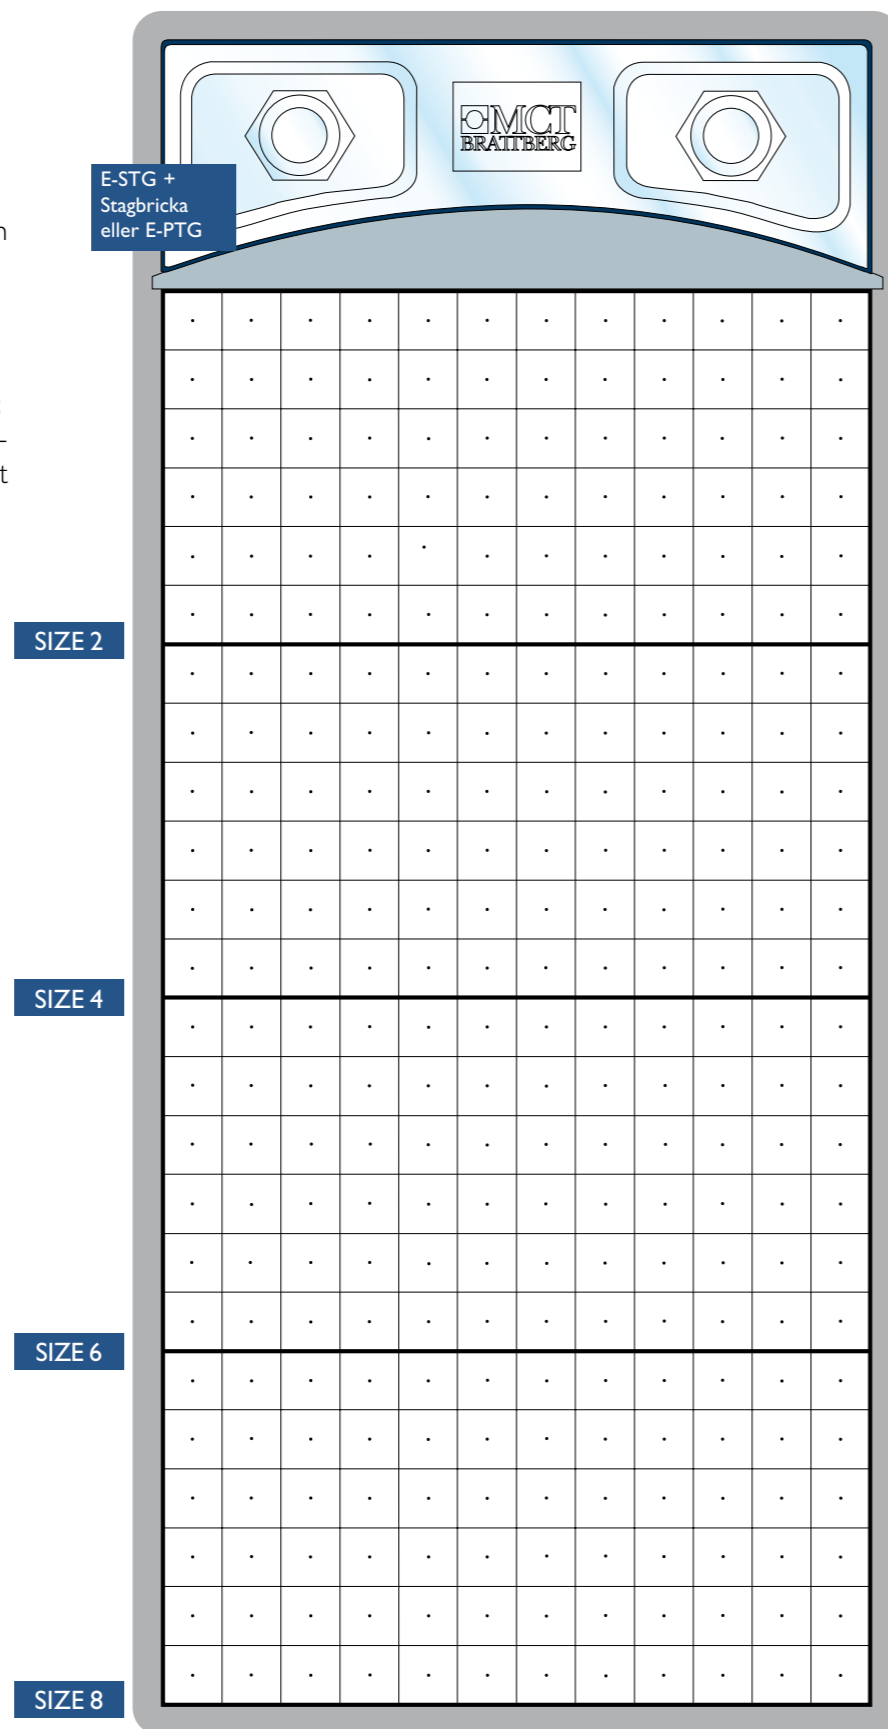 MCT
BRATTBERG
E-STG +
Stagbricka
eller E-PTG
SIZE 2
SIZE 4
SIZE 6
SIZE 8